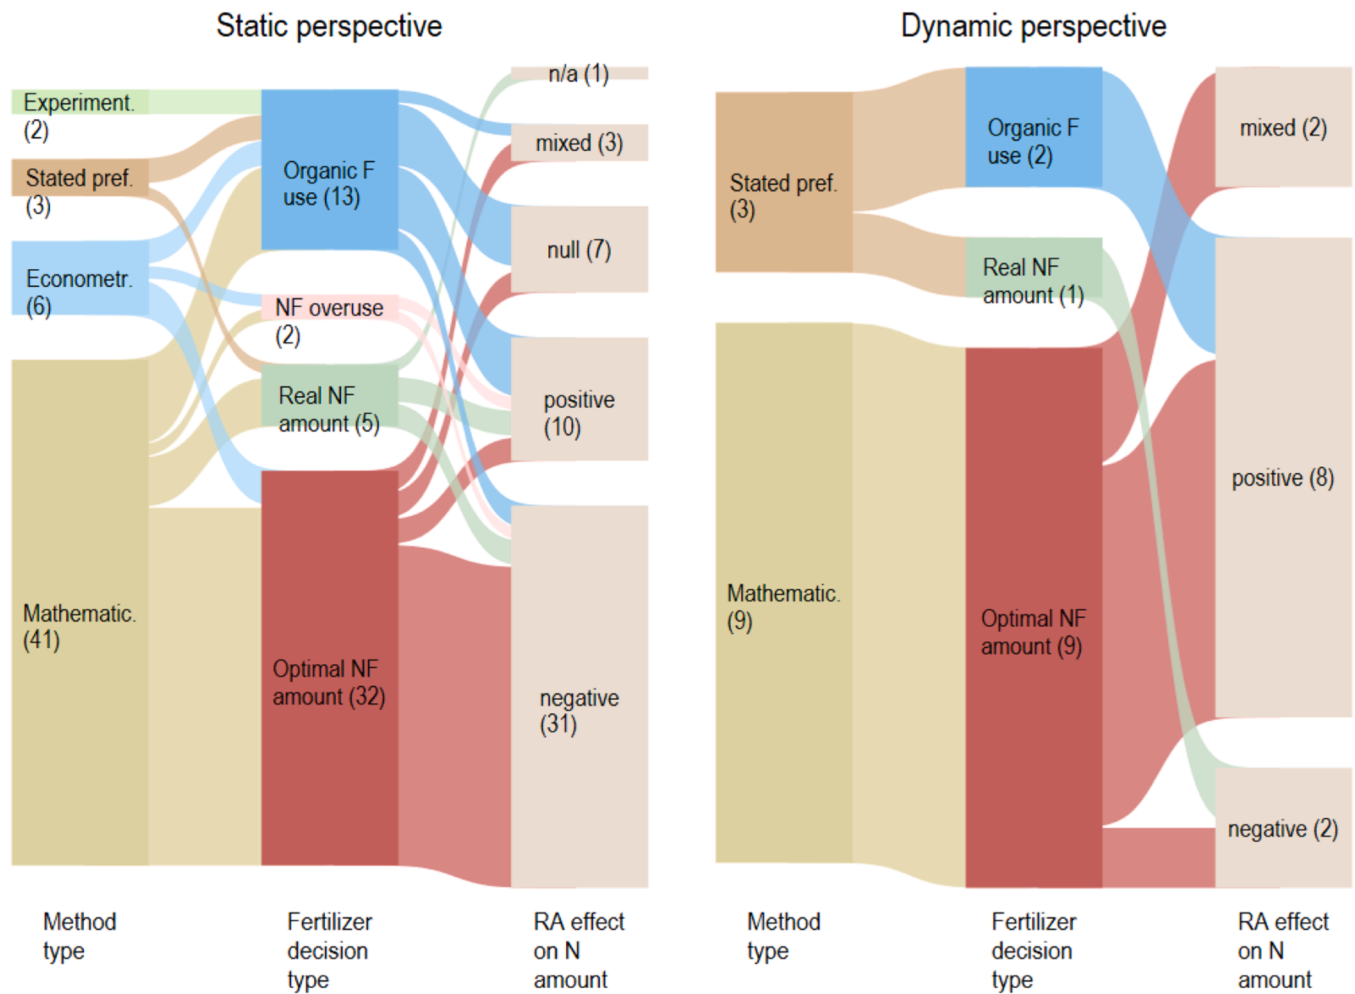 Static perspective
Experiment.
(2)
Stated pref.
(3)
Econometr.
(6)
Mathematic.
(41)
Organic F
use (13)
NF overuse
(2)
Real NF
amount (5)
Optimal NF
amount (32)
n/a (1)
mixed (3)
null (7)
positive
(10)
negative
(31)
Method
type
Fertilizer
decision
type
RA effect
on N
amount
Dynamic perspective
Stated pref.
(3)
Mathematic.
(9)
Organic F
use (2)
Real NF
amount (1)
Optimal NF
amount (9)
mixed (2)
positive (8)
negative (2)
Method
type
Fertilizer
decision
type
RA effect
on N
amount